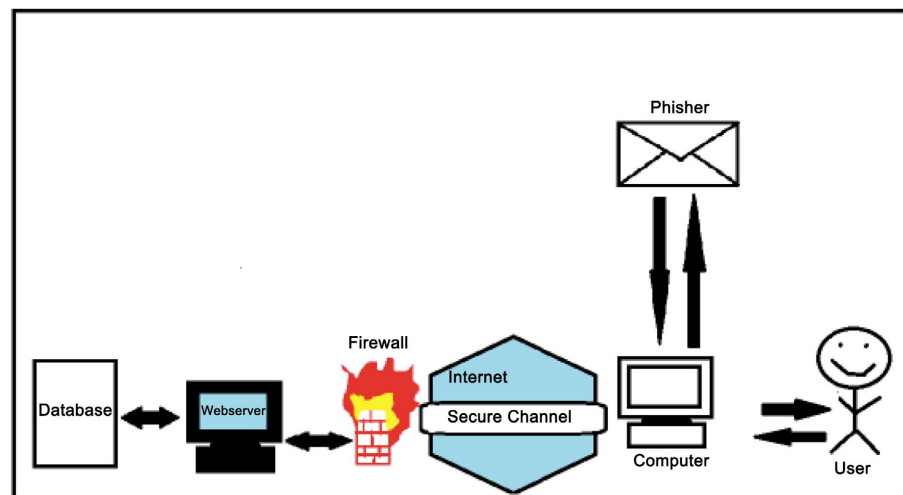 Phisher
Firewall
Internet
Database
Webserver
Secure Channel
Computer
User